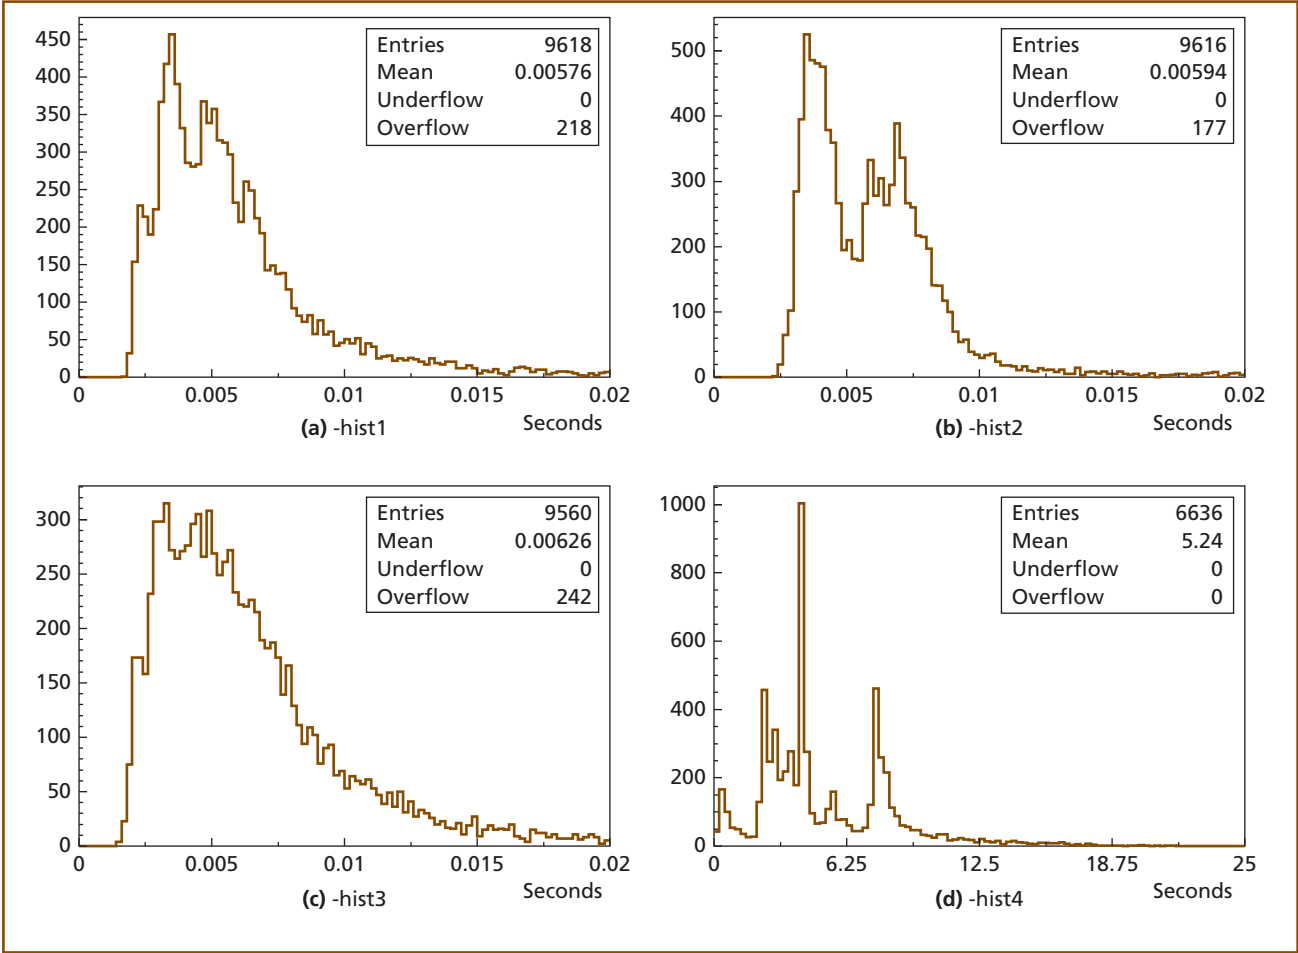 450
400
350
300
250
200
150
100
50
0
0 0.005 0.01 0.015 0.02
Entries 9618
Mean 0.00576
Underflow 0
Overflow 218
Seconds
(a) -hist1
500
400
300
200
100
0
0 0.005 0.01 0.015 0.02
Entries 9616
Mean 0.00594
Underflow 0
Overflow 177
Seconds
(b) -hist2
300
250
200
150
100
50
0
0 0.005 0.01 0.015 0.02
Entries 9560
Mean 0.00626
Underflow 0
Overflow 242
Seconds
(c) -hist3
1000
800
600
400
200
0
0 6.25 12.5 18.75 25
Entries 6636
Mean 5.24
Underflow 0
Overflow 0
Seconds
(d) -hist4